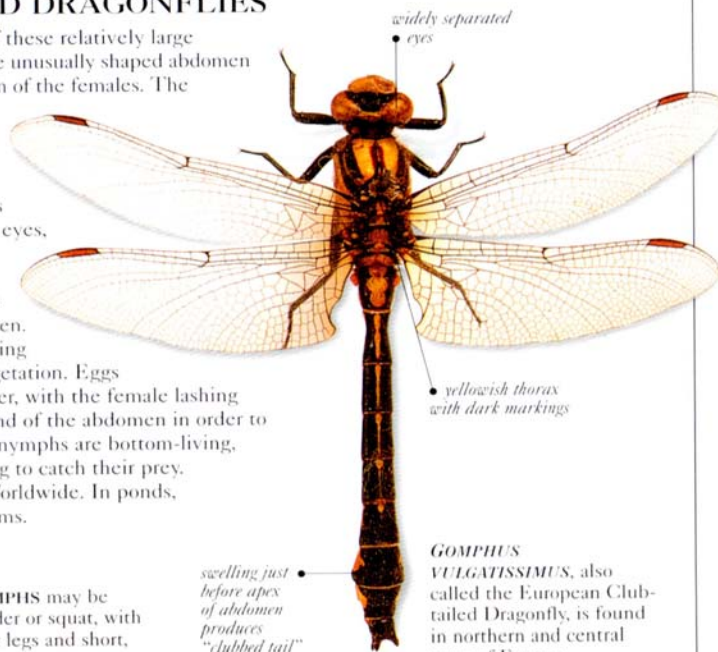 D DRAGONFLIES
these relatively large
unusually shaped abdomen
of the females. The
eyes,
etation. Eggs
er, with the female lashing
nd of the abdomen in order to
nymphs are bottom-living,
g to catch their prey.
orldwide. In ponds,
ms.
MPHS may be
der or squat, with
legs and short,
widely separated
eyes
yellowish thorax
with dark markings
swelling just
before apex
of abdomen
produces
"clubbed tail"
GOMPHUS
VULGATISSIMUS, also
called the European Club-
tailed Dragonfly, is found
in northern and central